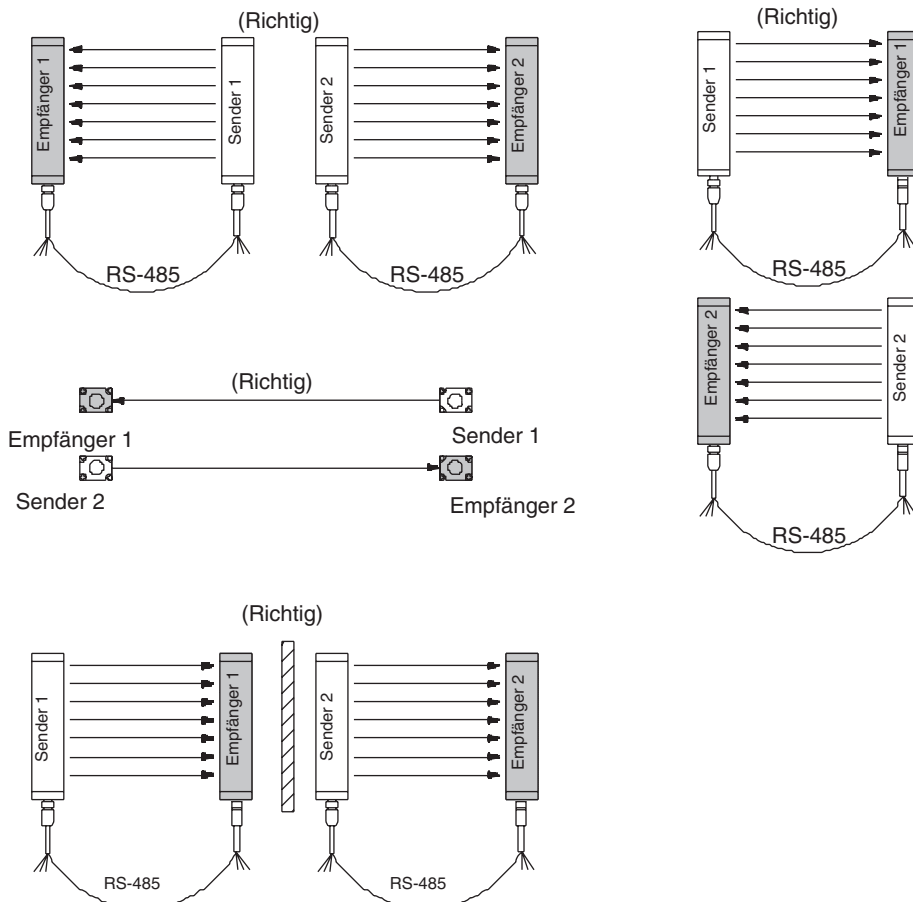 (Richtig)
Empfänger 1
Sender 1
Sender 2
Empfänger 2
RS-485
RS-485
(Richtig)
Sender 1
Empfänger 1
RS-485
Empfänger 2
Sender 2
RS-485
(Richtig)
Empfänger 1
Sender 1
Sender 2
Empfänger 2
(Richtig)
Sender 1
Empfänger 1
Sender 2
Empfänger 2
RS-485
RS-485